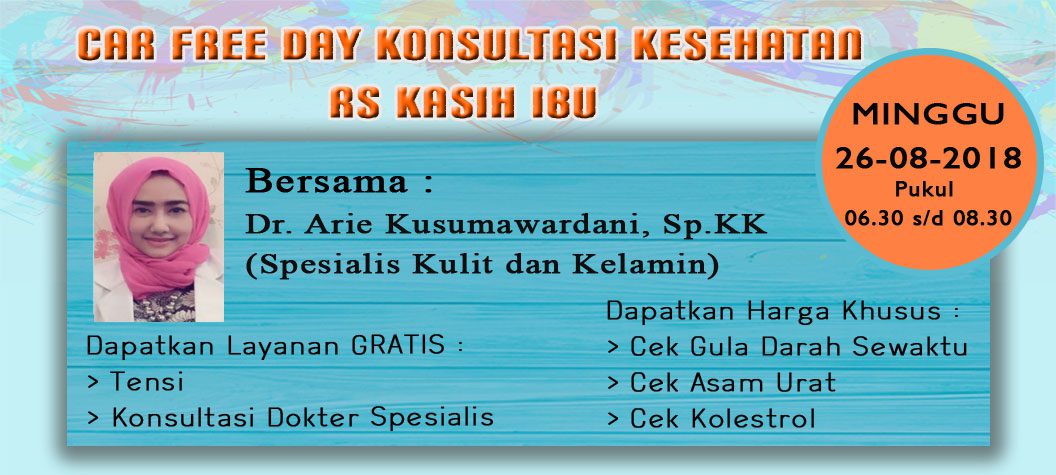 CAR FREE DAY KONSULTASI KESEHATAN
RS KASIH IBU
MINGGU
26-08-2018
Pukul
06.30 s/d 08.30
Bersama :
Dr. Arie Kusumawardani, Sp.KK
(Spesialis Kulit dan Kelamin)
Dapatkan Layanan GRATIS :
> Tensi
> Konsultasi Dokter Spesialis
Dapatkan Harga Khusus :
> Cek Gula Darah Sewaktu
> Cek Asam Urat
> Cek Kolestrol